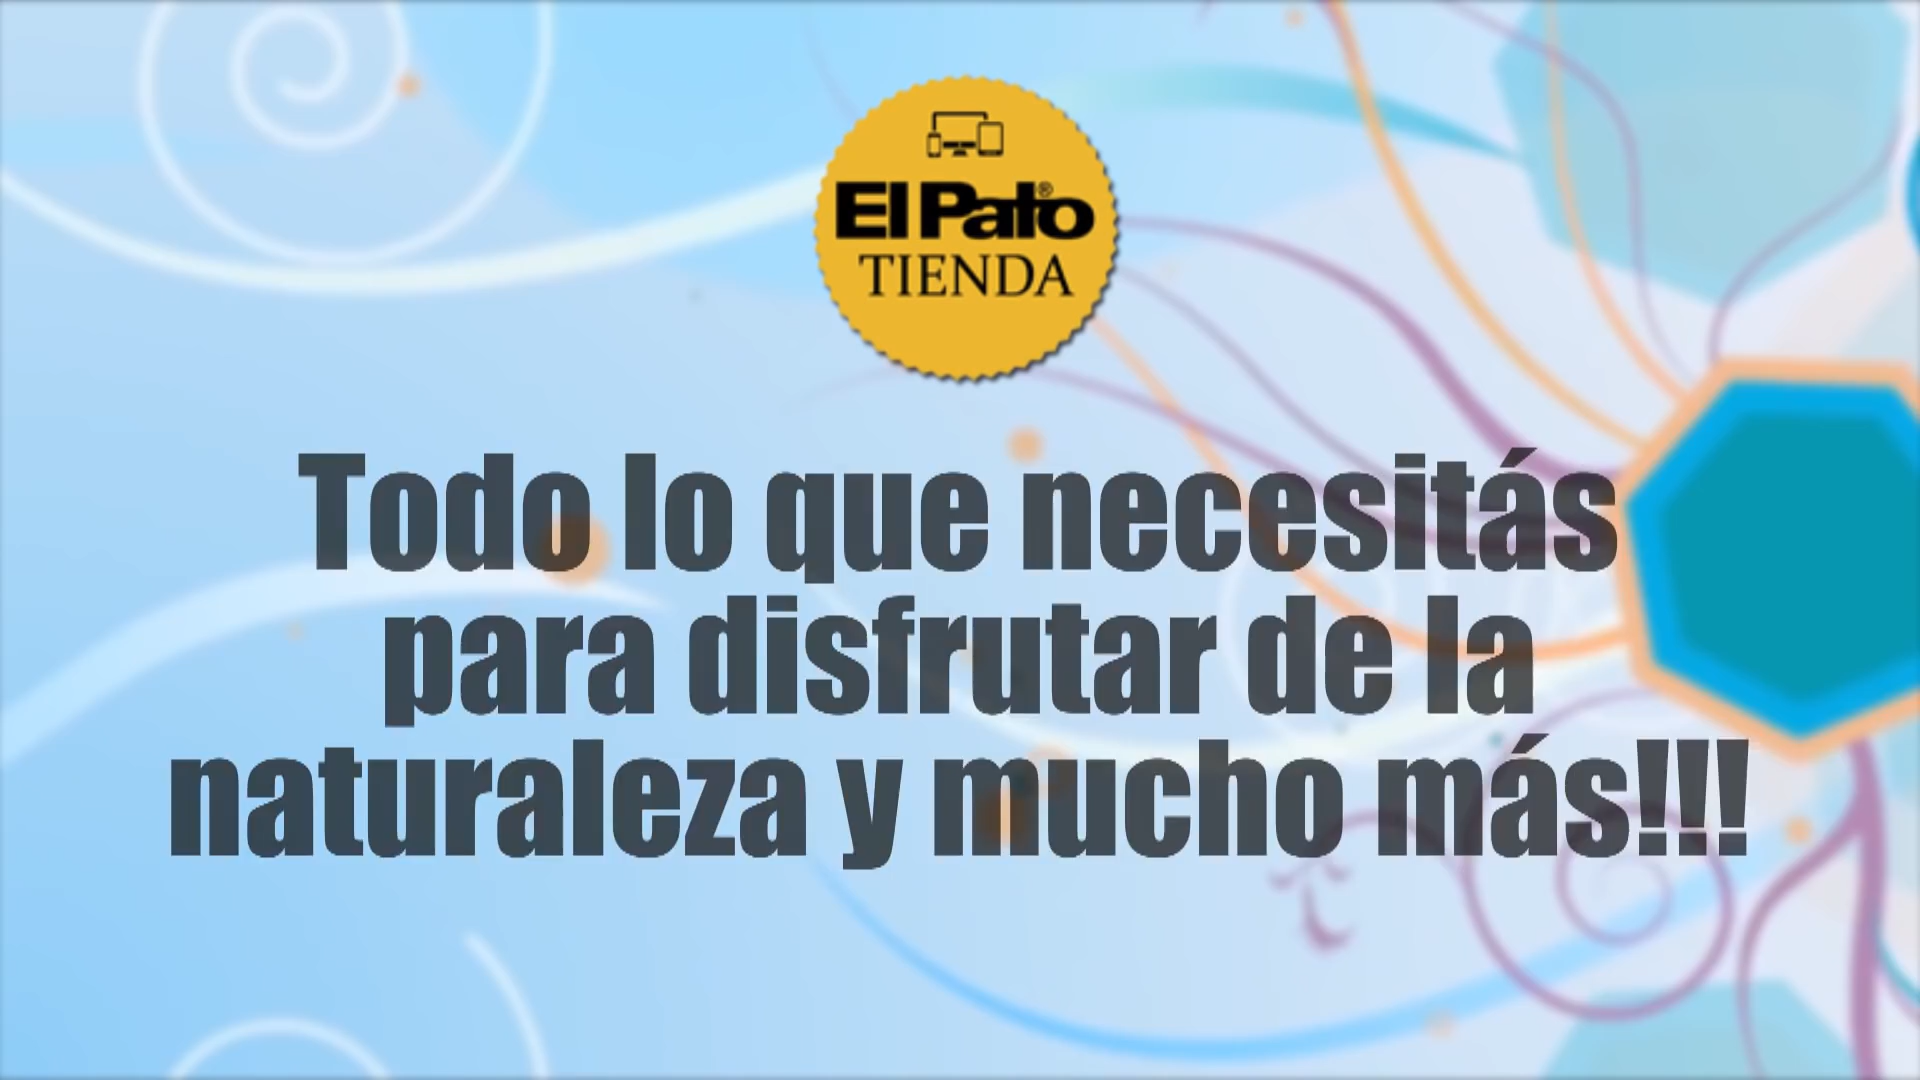 El Pato®
TIENDA
Todo lo que necesitás
para disfrutar de la
naturaleza y mucho más!!!